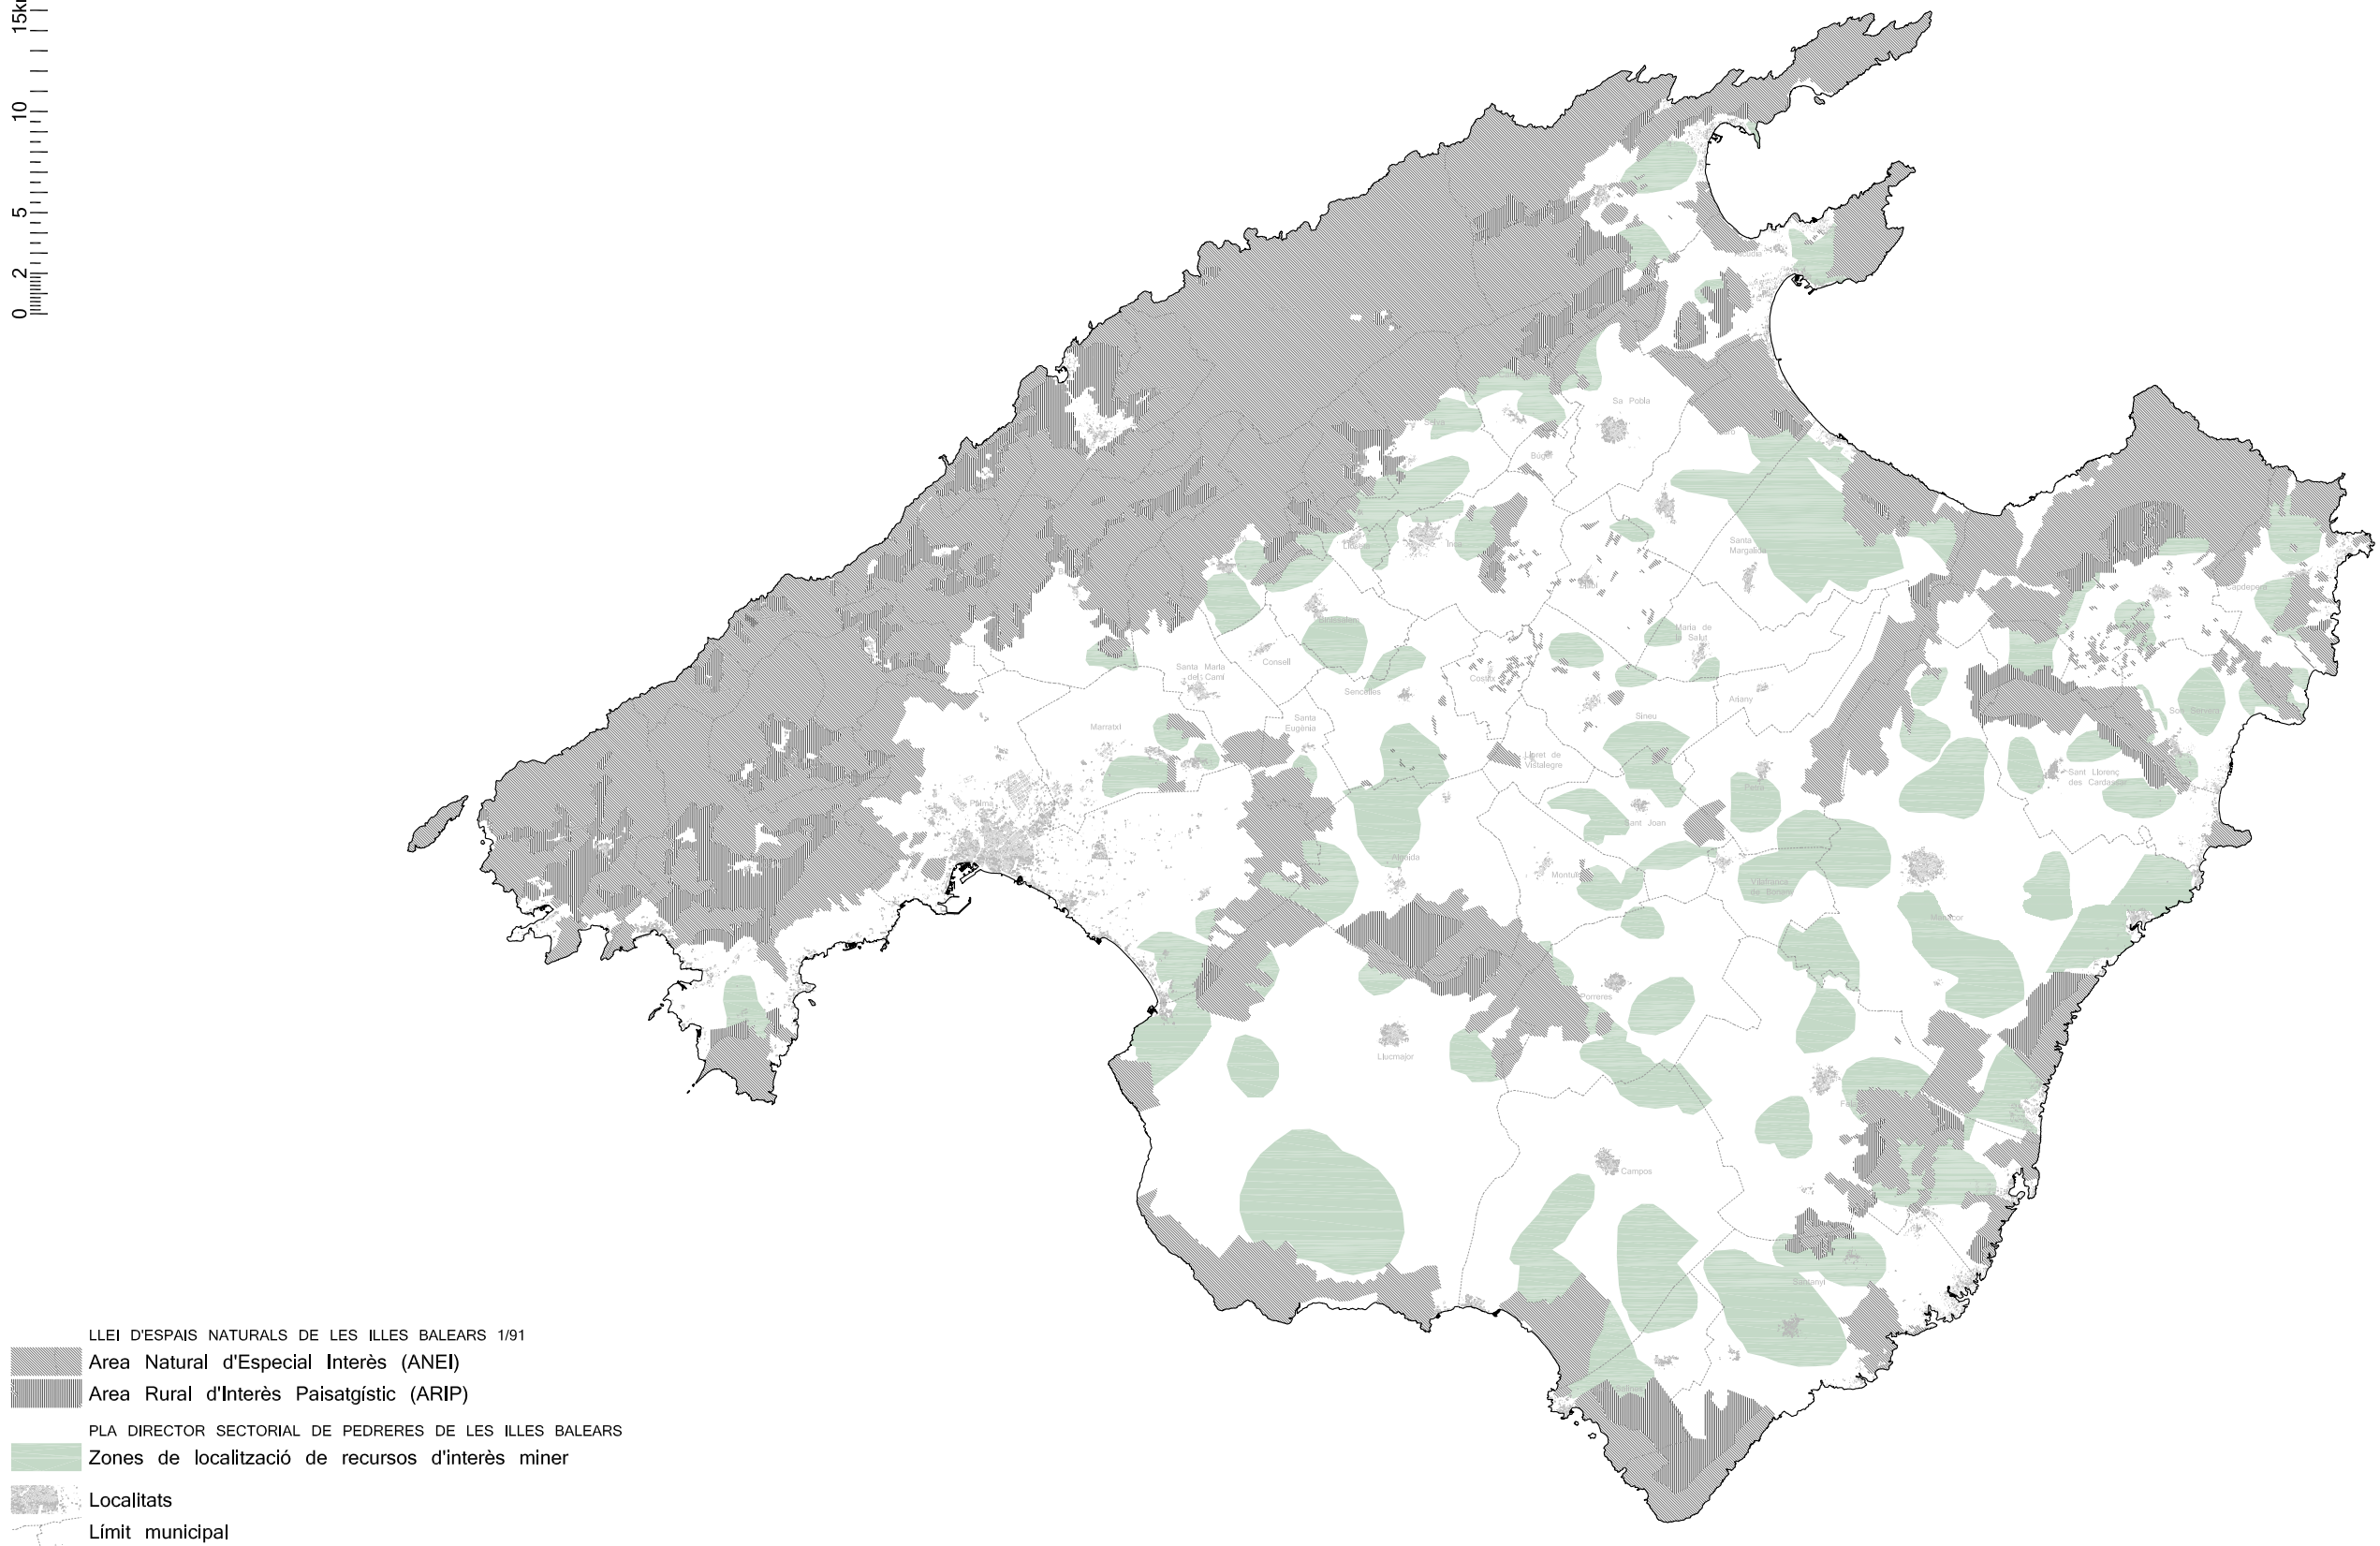 15km
10
5
2
0
Sa Pobla
Búger
Inca
Santa
Margalida
Capdepera
Maria de
la Salut
Consell
Santa Maria
del Camí
Sencelles
Costitx
Ariany
Santa
Eugènia
Marratxí
Sineu
Son Servera
Lloret de
Vistalegre
Sant Llorenç
des Cardassar
Palma
Petra
Sant Joan
Algaida
Montuïri
Vilafranca
de Bonany
Manacor
Porreres
Llucmajor
Campos
Santanyí
LLEI D'ESPAIS NATURALS DE LES ILLES BALEARS 1/91
Area Natural d'Especial Interès (ANEI)
Area Rural d'Interès Paisatgístic (ARIP)
PLA DIRECTOR SECTORIAL DE PEDRERES DE LES ILLES BALEARS
Zones de localització de recursos d'interès miner
Localitats
Límit municipal